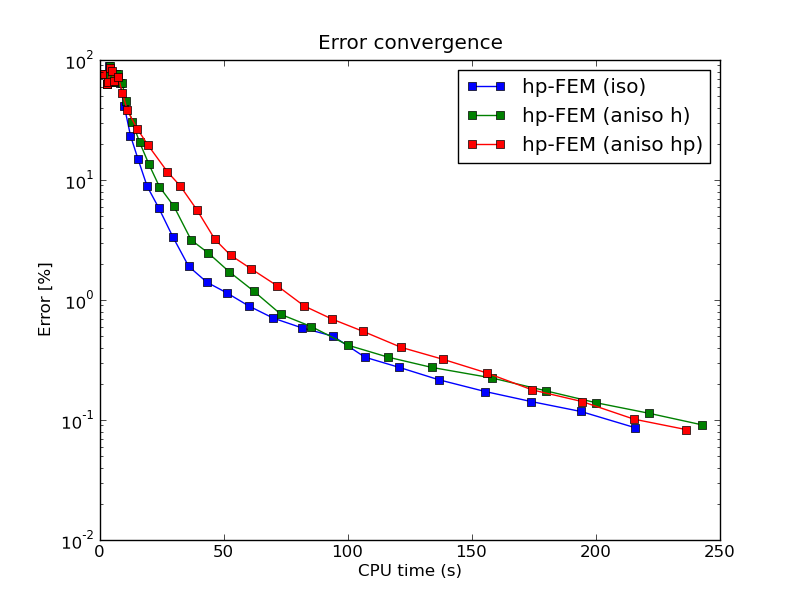 Error convergence
hp-FEM (iso)
hp-FEM (aniso h)
hp-FEM (aniso hp)
Error [%]
10^2
10^1
10^0
10^-1
10^-2
0 50 100 150 200 250
CPU time (s)